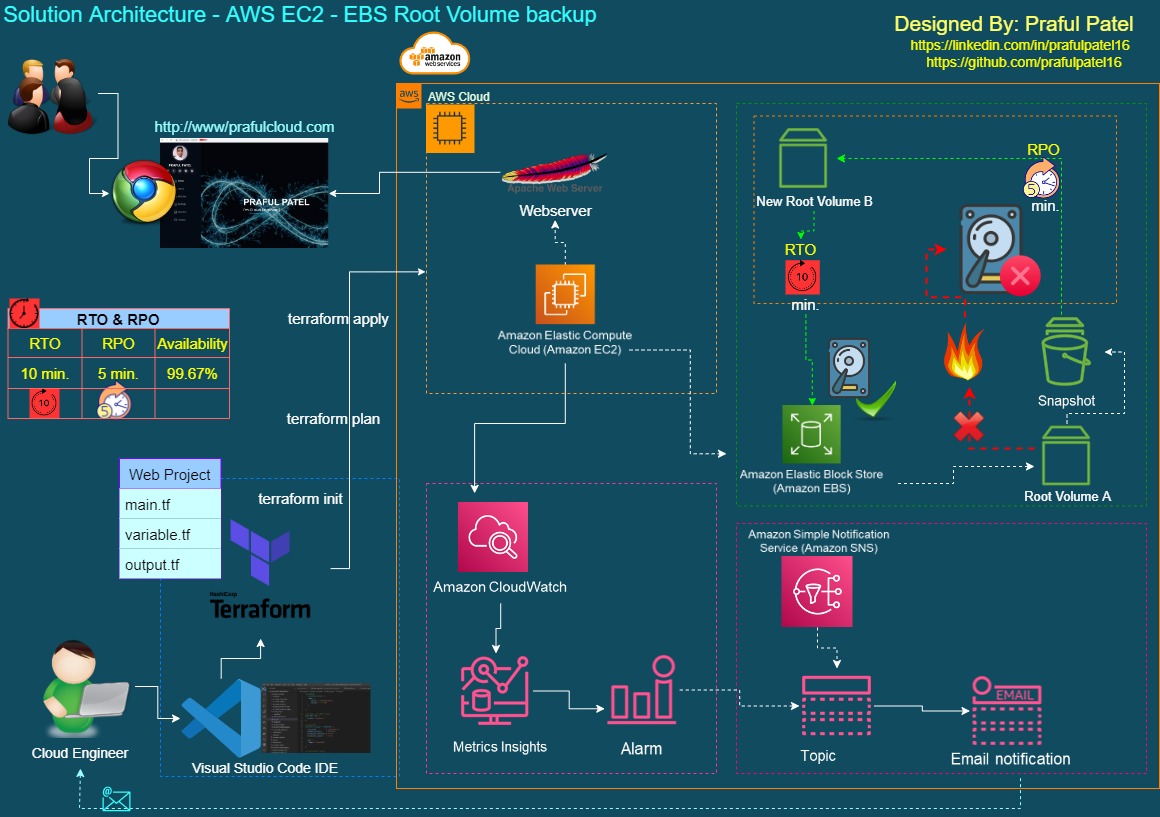 Solution Architecture - AWS EC2 - EBS Root Volume backup
Designed By: Praful Patel
https://linkedin.com/in/prafulpatel16
https://github.com/prafulpatel16
amazon
web services
aws
AWS Cloud
http://www/prafulcloud.com
PRAFUL PATEL
PRAFUL PATEL
Apache Web Server
Webserver
Amazon Elastic Compute
Cloud (Amazon EC2)
New Root Volume B
RPO
5
min.
RTO
10
min.
Snapshot
Root Volume A
Amazon Elastic Block Store
(Amazon EBS)
RTO & RPO
RTO
RPO
Availability
10 min.
5 min.
99.67%
10
5
terraform apply
terraform plan
terraform init
Web Project
main.tf
variable.tf
output.tf
HashiCorp
Terraform
Amazon CloudWatch
Metrics Insights
Alarm
Amazon Simple Notification
Service (Amazon SNS)
Topic
EMAIL
Email notification
Cloud Engineer
Visual Studio Code IDE
@